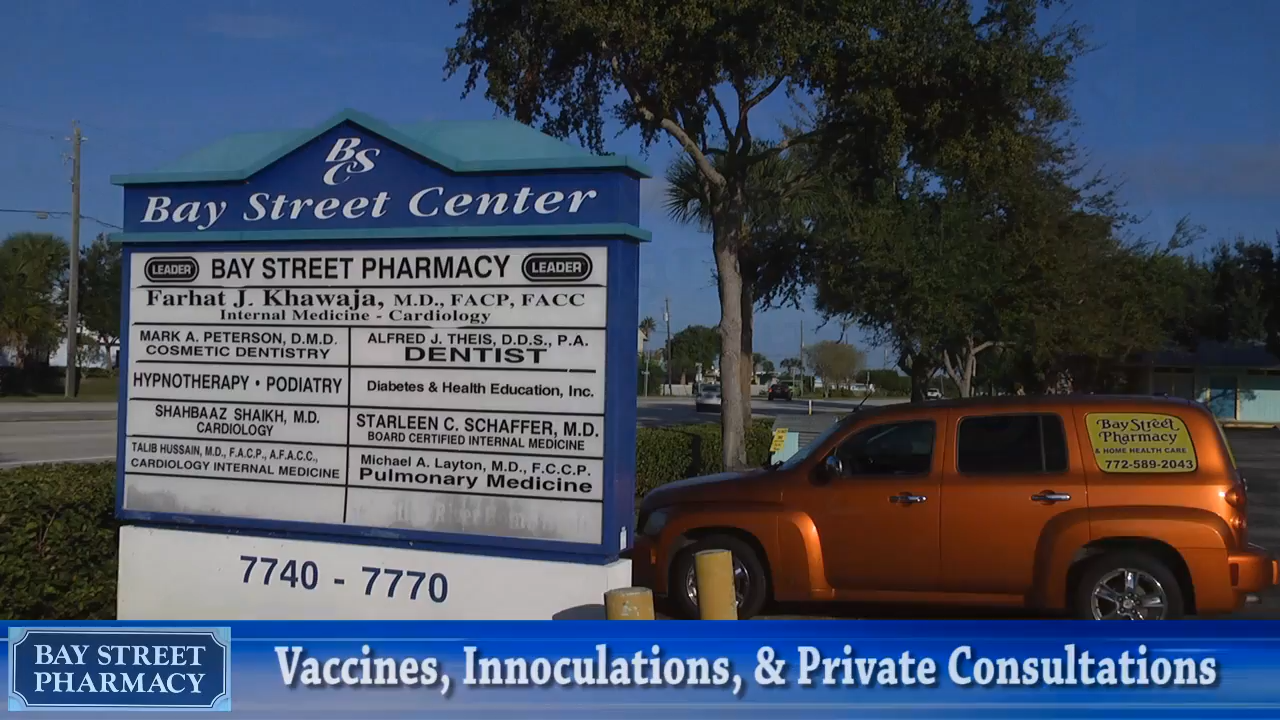 BSC
Bay Street Center
LEADER BAY STREET PHARMACY LEADER
Farhat J. Khawaja, M.D., FACP, FACC
Internal Medicine - Cardiology
MARK A. PETERSON, D.M.D.
COSMETIC DENTISTRY
ALFRED J. THEIS, D.D.S., P.A.
DENTIST
HYPNOTHERAPY • PODIATRY
Diabetes & Health Education, Inc.
SHAHBAAZ SHAIKH, M.D.
CARDIOLOGY
STARLEEN C. SCHAFFER, M.D.
BOARD CERTIFIED INTERNAL MEDICINE
TALIB HUSSAIN, M.D., F.A.C.P., A.F.A.C.C.,
CARDIOLOGY INTERNAL MEDICINE
Michael A. Layton, M.D., F.C.C.P.
Pulmonary Medicine
7740 - 7770
Bay Street
Pharmacy
& HOME HEALTH CARE
772-589-2043
BAY STREET
PHARMACY
Vaccines, Innoculations, & Private Consultations